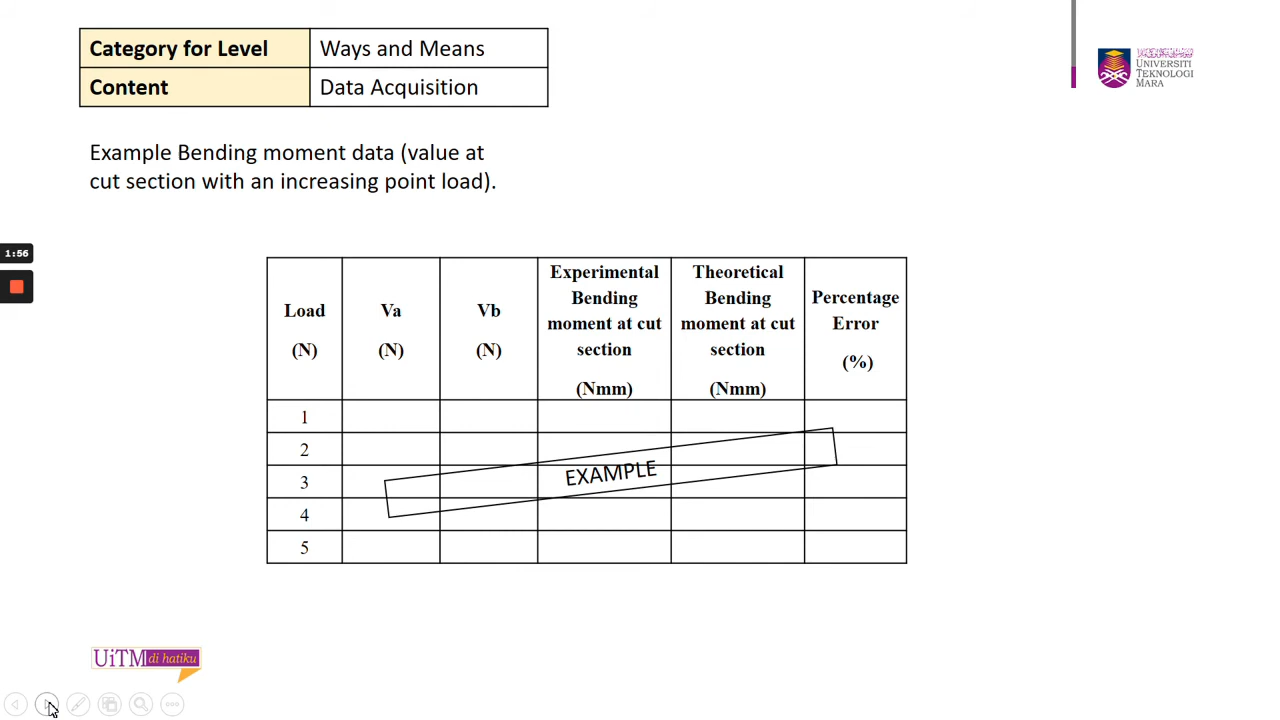 Category for Level Ways and Means
Content Data Acquisition
UNIVERSITI
TEKNOLOGI
MARA
Example Bending moment data (value at
cut section with an increasing point load).
1:56
Load
(N)
Va
(N)
Vb
(N)
Experimental
Bending
moment at cut
section
(Nmm)
Theoretical
Bending
moment at cut
section
(Nmm)
Percentage
Error
(%)
1
2
3
4
5
EXAMPLE
UiTM di hatiku